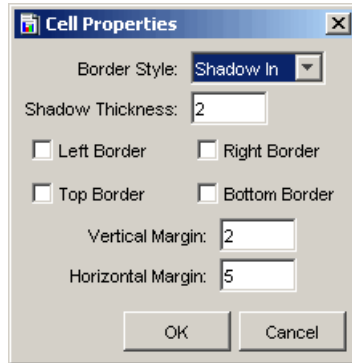 Cell Properties
Border Style: Shadow In
Shadow Thickness: 2
Left Border Right Border
Top Border Bottom Border
Vertical Margin: 2
Horizontal Margin: 5
OK Cancel